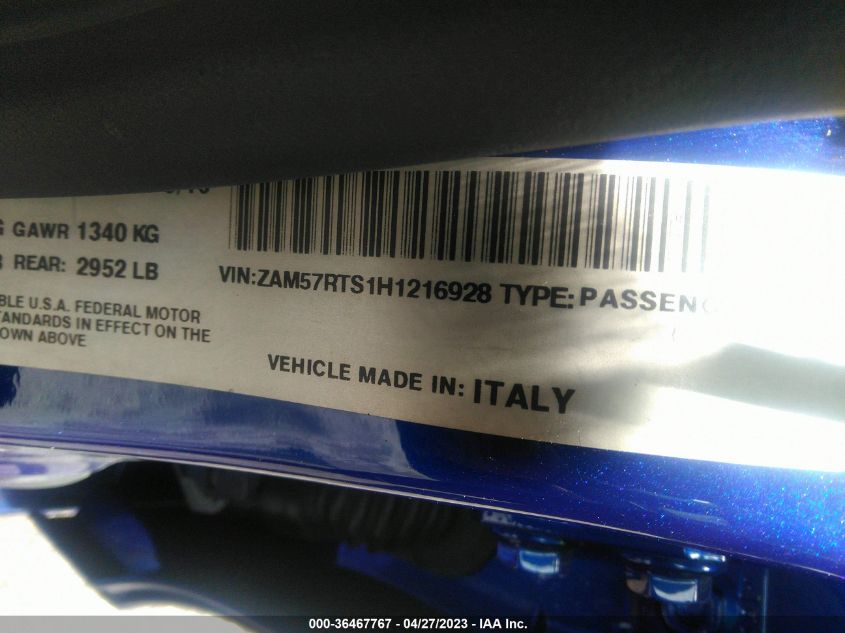 GAWR 1340 KG
REAR: 2952 LB
VIN:ZAM57RTS1H1216928 TYPE:PASSEN
BLE U.S.A. FEDERAL MOTOR
TANDARDS IN EFFECT ON THE
OWN ABOVE
VEHICLE MADE IN: ITALY
000-36467767 - 04/27/2023 - IAA Inc.